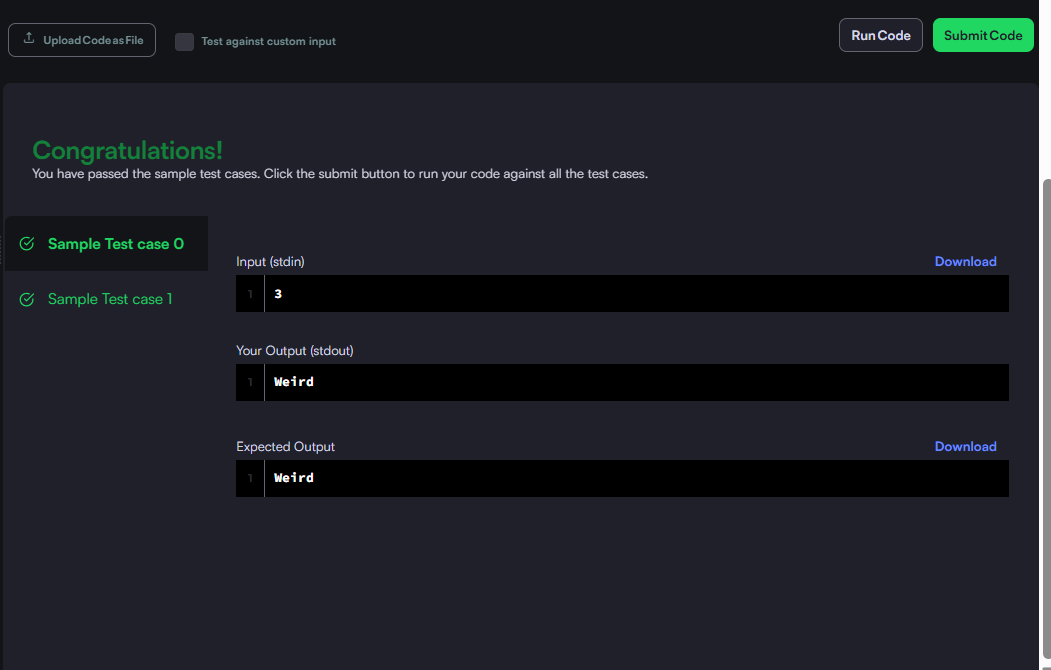 Upload Code as File
Test against custom input
Run Code
Submit Code
Congratulations!
You have passed the sample test cases. Click the submit button to run your code against all the test cases.
Sample Test case 0
Sample Test case 1
Input (stdin)
Download
1
3
Your Output (stdout)
1
Weird
Expected Output
Download
1
Weird